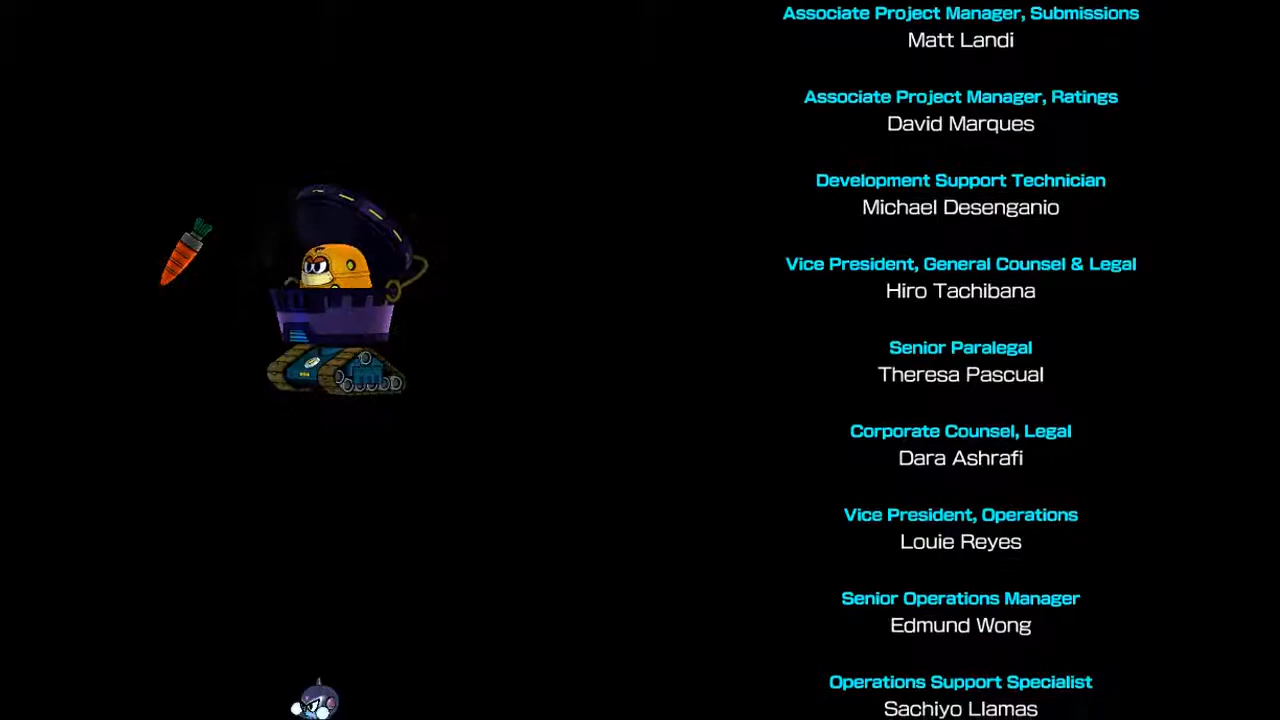 Associate Project Manager, Submissions
Matt Landi
Associate Project Manager, Ratings
David Marques
Development Support Technician
Michael Desenganio
Vice President, General Counsel & Legal
Hiro Tachibana
Senior Paralegal
Theresa Pascual
Corporate Counsel, Legal
Dara Ashrafi
Vice President, Operations
Louie Reyes
Senior Operations Manager
Edmund Wong
Operations Support Specialist
Sachiyo Llamas